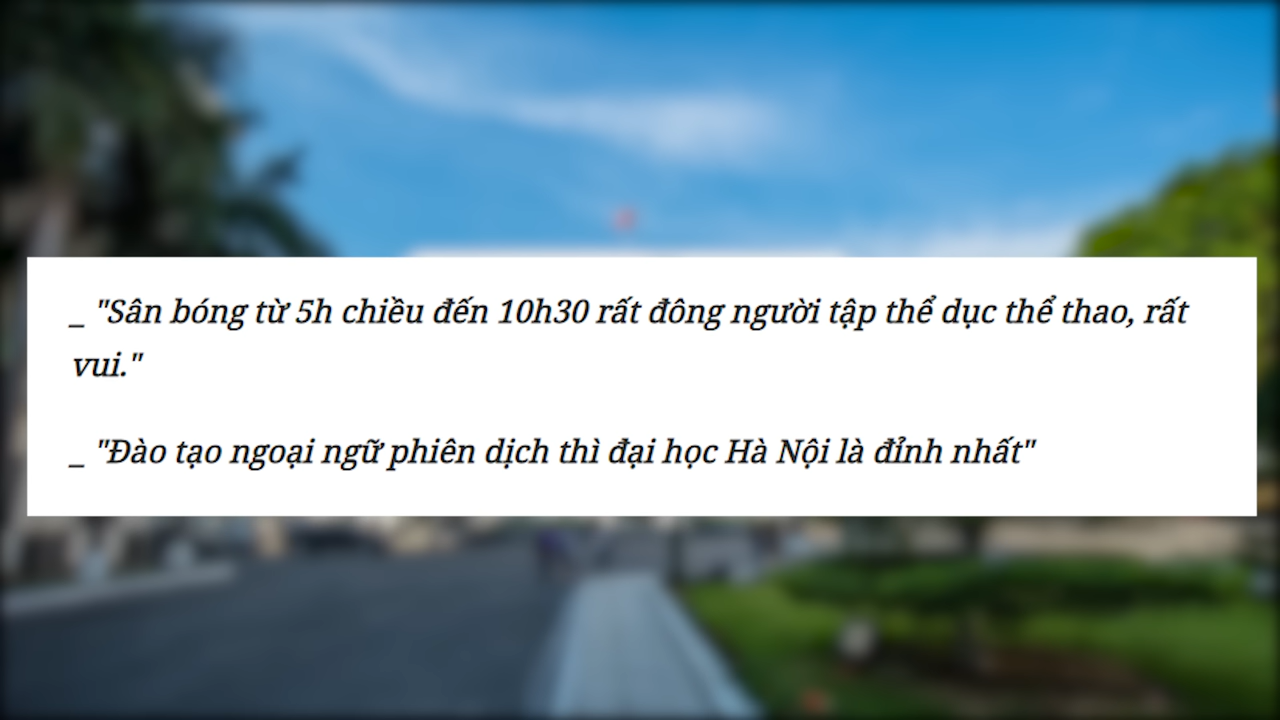 _ "Sân bóng từ 5h chiều đến 10h30 rất đông người tập thể dục thể thao, rất
vui."
_ "Đào tạo ngoại ngữ phiên dịch thì đại học Hà Nội là đỉnh nhất"